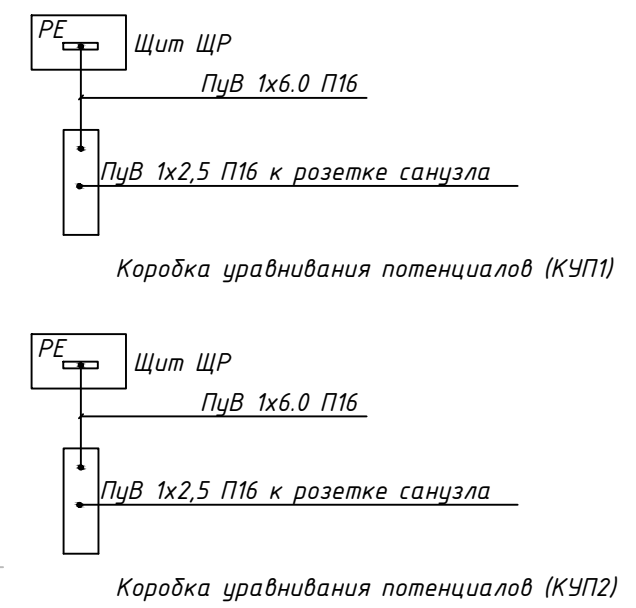 PE
Щит ЩР
ПуВ 1х6.0 П16
ПуВ 1х2,5 П16 к розетке санузла
Коробка уравнивания потенциалов (КУП1)
PE
Щит ЩР
ПуВ 1х6.0 П16
ПуВ 1х2,5 П16 к розетке санузла
Коробка уравнивания потенциалов (КУП2)